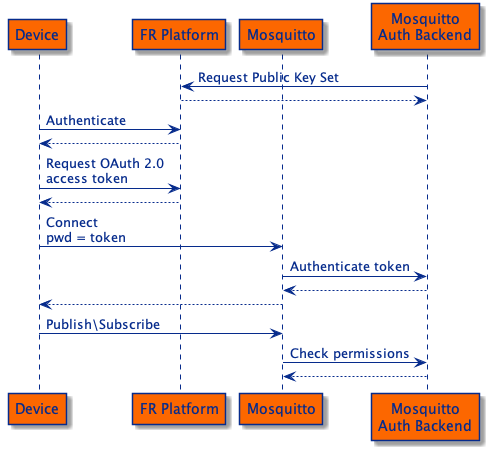 Device
FR Platform
Mosquitto
Mosquitto
Auth Backend
Request Public Key Set
Authenticate
Request OAuth 2.0
access token
Connect
pwd = token
Authenticate token
Publish\Subscribe
Check permissions
Device
FR Platform
Mosquitto
Mosquitto
Auth Backend